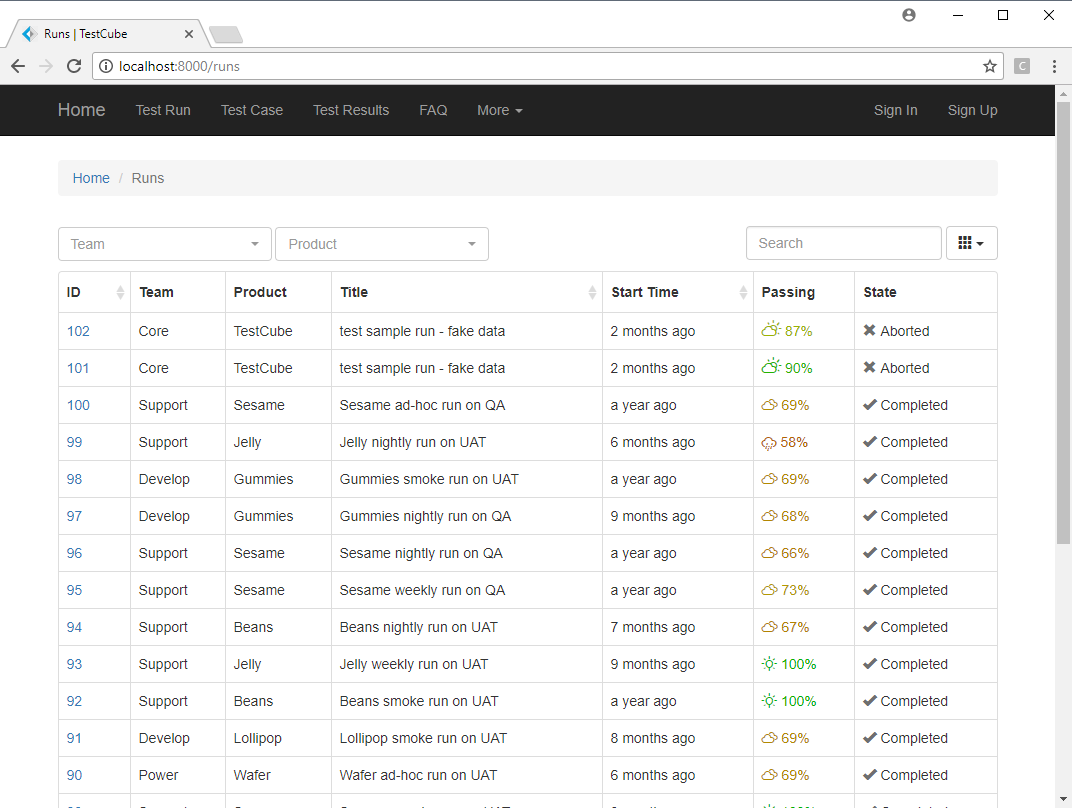 Runs | TestCube
localhost:8000/runs
C
Home Test Run Test Case Test Results FAQ More Sign In Sign Up
Home / Runs
Team Product Search
ID Team Product Title Start Time Passing State
102 Core TestCube test sample run - fake data 2 months ago 87% Aborted
101 Core TestCube test sample run - fake data 2 months ago 90% Aborted
100 Support Sesame Sesame ad-hoc run on QA a year ago 69% Completed
99 Support Jelly Jelly nightly run on UAT 6 months ago 58% Completed
98 Develop Gummies Gummies smoke run on UAT a year ago 69% Completed
97 Develop Gummies Gummies nightly run on QA 9 months ago 68% Completed
96 Support Sesame Sesame nightly run on QA a year ago 66% Completed
95 Support Sesame Sesame weekly run on QA a year ago 73% Completed
94 Support Beans Beans nightly run on UAT 7 months ago 67% Completed
93 Support Jelly Jelly weekly run on UAT 9 months ago 100% Completed
92 Support Beans Beans smoke run on UAT a year ago 100% Completed
91 Develop Lollipop Lollipop smoke run on UAT 8 months ago 69% Completed
90 Power Wafer Wafer ad-hoc run on UAT 6 months ago 69% Completed